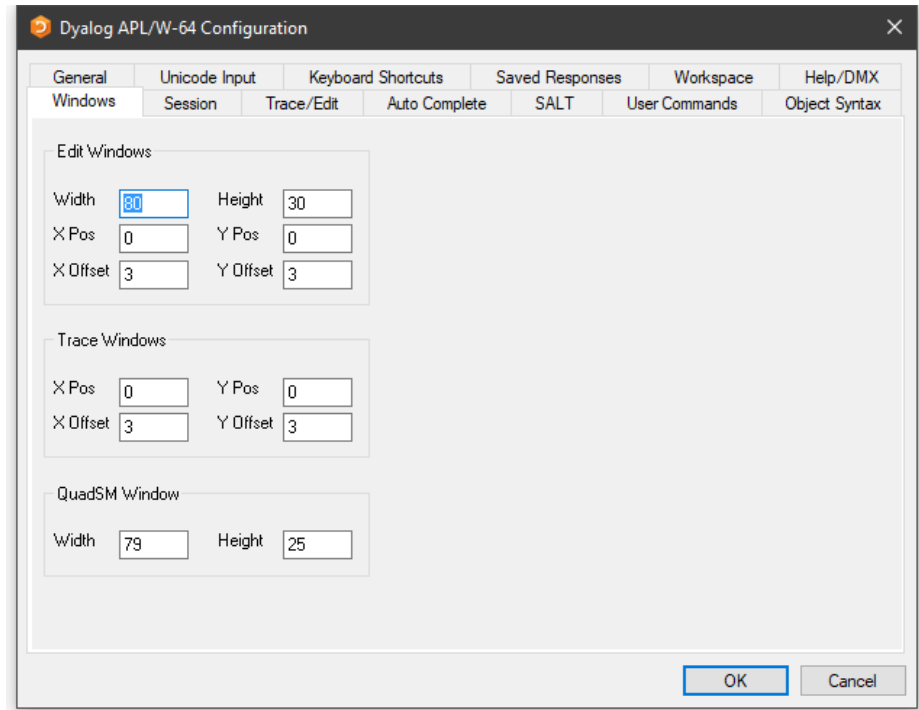 Dyalog APL/W-64 Configuration
General Unicode Input Keyboard Shortcuts Saved Responses Workspace Help/DMX
Windows Session Trace/Edit Auto Complete SALT User Commands Object Syntax
Edit Windows
Width 80 Height 30
X Pos 0 Y Pos 0
X Offset 3 Y Offset 3
Trace Windows
X Pos 0 Y Pos 0
X Offset 3 Y Offset 3
QuadSM Window
Width 79 Height 25
OK Cancel